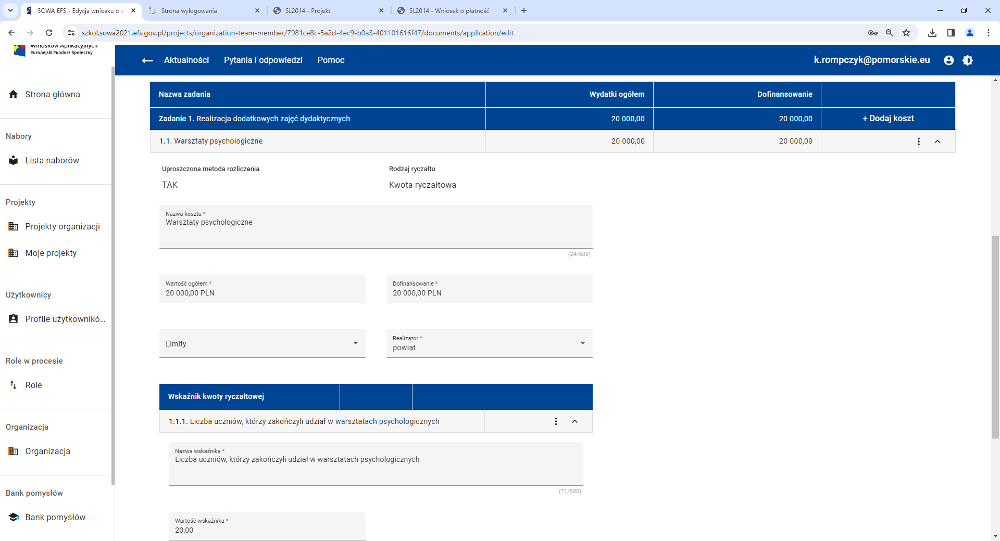 SOWA EFS - Edycja wniosku o d
Strona wylogowania
SL2014 - Projekt
SL2014 - Wniosek o płatność
szkol.sowa2021.efs.gov.pl/projects/organization-team-member/7981ce8c-5a2d-4ec9-b0a3-401101616f47/documents/application/edit
Wniosków Aplikacyjnych
Europejski Fundusz Społeczny
Aktualności
Pytania i odpowiedzi
Pomoc
k.rompczyk@pomorskie.eu
Strona główna
Nabory
Lista naborów
Projekty
Projekty organizacji
Moje projekty
Użytkownicy
Profile użytkownikó...
Role w procesie
Role
Organizacja
Organizacja
Bank pomysłów
Bank pomysłów
Nazwa zadania
Wydatki ogółem
Dofinansowanie
Zadanie 1. Realizacja dodatkowych zajęć dydaktycznych
20 000,00
20 000,00
+ Dodaj koszt
1.1. Warsztaty psychologiczne
20 000,00
20 000,00
Uproszczona metoda rozliczenia
TAK
Rodzaj ryczałtu
Kwota ryczałtowa
Nazwa kosztu *
Warsztaty psychologiczne
(24/500)
Wartość ogółem *
20 000,00 PLN
Dofinansowanie *
20 000,00 PLN
Limity
Realizator *
powiat
Wskaźnik kwoty ryczałtowej
1.1.1. Liczba uczniów, którzy zakończyli udział w warsztatach psychologicznych
Nazwa wskaźnika *
Liczba uczniów, którzy zakończyli udział w warsztatach psychologicznych
(71/500)
Wartość wskaźnika *
20,00